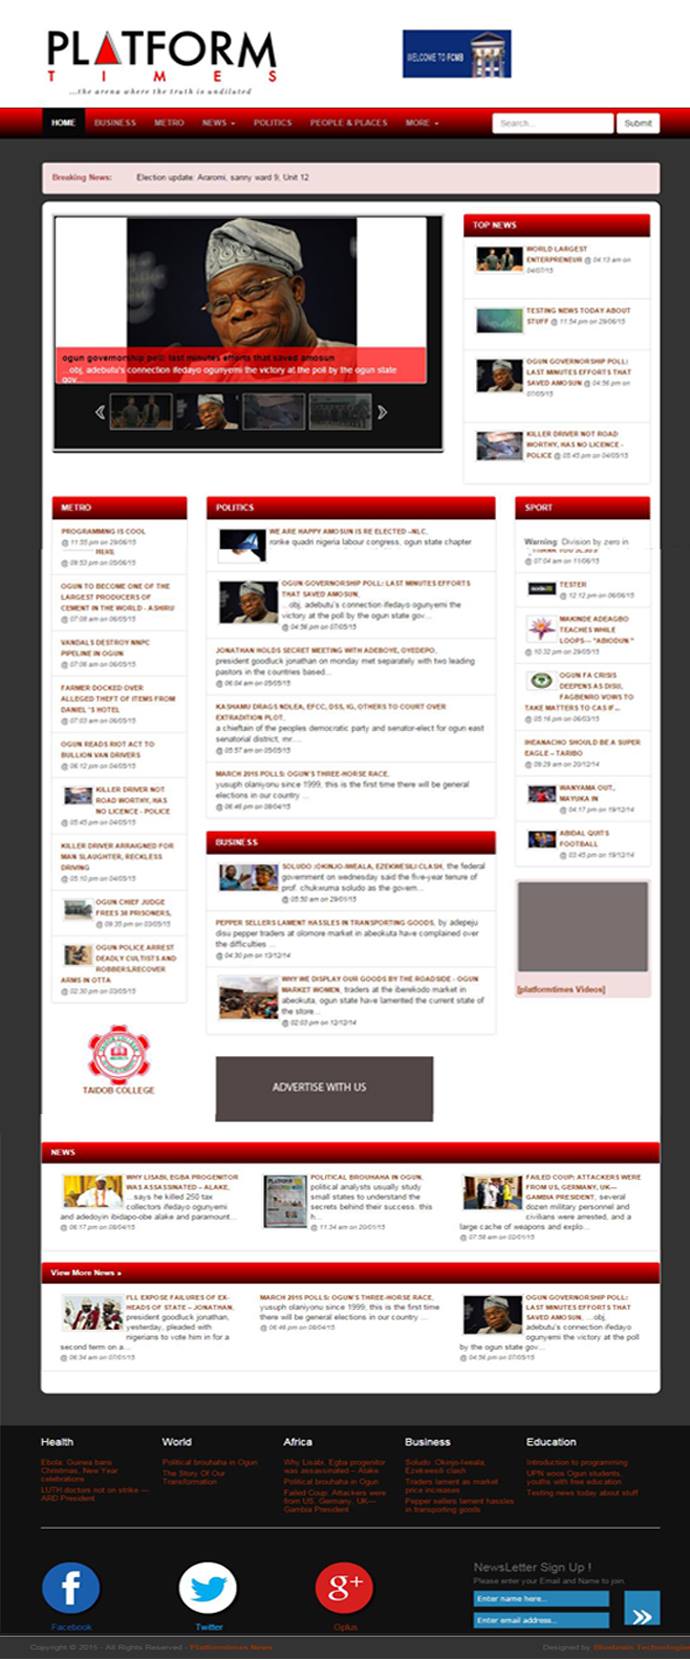 PLATFORM
TIMES
...the arena where the truth is undiluted
WELCOME TO FCMB
HOME BUSINESS METRO NEWS POLITICS PEOPLE & PLACES MORE
Search... Submit
Breaking News: Election update: Araromi, sanny ward 9, Unit 12
ogun governorship poll: last minutes efforts that saved amosun
...obj, adebutu's connection ifedayo ogunyemi the victory at the poll by the ogun state
gov...
TOP NEWS
WORLD LARGEST
ENTERPRENEUR @ 04:13 am on
04/07/15
TESTING NEWS TODAY ABOUT
STUFF @ 11:54 pm on 29/06/15
OGUN GOVERNORSHIP POLL:
LAST MINUTES EFFORTS THAT
SAVED AMOSUN @ 04:56 pm on
07/05/15
KILLER DRIVER NOT ROAD
WORTHY, HAS NO LICENCE -
POLICE @ 05:45 pm on 04/05/15
METRO
PROGRAMMING IS COOL
@ 11:55 pm on 29/06/15
HERE
@ 09:53 pm on 05/06/15
OGUN TO BECOME ONE OF THE
LARGEST PRODUCERS OF
CEMENT IN THE WORLD - ASHIRU
@ 07:08 am on 06/05/15
VANDALS DESTROY NNPC
PIPELINE IN OGUN
@ 07:06 am on 06/05/15
FARMER DOCKED OVER
ALLEGED THEFT OF ITEMS FROM
DANIEL 'S HOTEL
@ 07:03 am on 06/05/15
OGUN READS RIOT ACT TO
BULLION VAN DRIVERS
@ 06:12 pm on 04/05/15
KILLER DRIVER NOT
ROAD WORTHY, HAS
NO LICENCE - POLICE
@ 05:45 pm on 04/05/15
KILLER DRIVER ARRAIGNED FOR
MAN SLAUGHTER, RECKLESS
DRIVING
@ 05:10 pm on 04/05/15
OGUN CHIEF JUDGE
FREES 38 PRISONERS,
@ 09:35 pm on 03/05/15
OGUN POLICE ARREST
DEADLY CULTISTS AND
ROBBERS,RECOVER
ARMS IN OTTA
@ 02:30 pm on 03/05/15
TAIDOB COLLEGE
POLITICS
WE ARE HAPPY AMOSUN IS RE ELECTED -NLC,
ronke quadri nigeria labour congress, ogun state chapter
OGUN GOVERNORSHIP POLL: LAST MINUTES EFFORTS
THAT SAVED AMOSUN,
...obj, adebutu's connection ifedayo ogunyemi the
victory at the poll by the ogun state gov...
@ 04:56 pm on 07/05/15
JONATHAN HOLDS SECRET MEETING WITH ADEBOYE, OYEDEPO,
president goodluck jonathan on monday met separately with two leading
pastors in the countries based...
@ 06:04 am on 05/05/15
KASHAMU DRAGS NDLEA, EFCC, DSS, IG, OTHERS TO COURT OVER
EXTRADITION PLOT,
a chieftain of the peoples democratic party and senator-elect for ogun east
senatorial district, mr....
@ 05:57 am on 05/05/15
MARCH 2015 POLLS: OGUN'S THREE-HORSE RACE,
yusuph olaniyonu since 1999, this is the first time there will be general
elections in our country ...
@ 06:46 pm on 08/04/15
BUSINESS
SOLUDO :OKINJO-IWEALA, EZEKWESILI CLASH, the federal
government on wednesday said the five-year tenure of
prof. chukwuma soludo as the govern...
@ 05:50 am on 29/01/15
PEPPER SELLERS LAMENT HASSLES IN TRANSPORTING GOODS, by adepeju
disu pepper traders at olomore market in abeokuta have complained over
the difficulties ...
@ 04:30 pm on 13/12/14
WHY WE DISPLAY OUR GOODS BY THE ROADSIDE - OGUN
MARKET WOMEN, traders at the iberekodo market in
abeokuta, ogun state have lamented the current state of
the store...
@ 02:03 pm on 12/12/14
ADVERTISE WITH US
SPORT
Warning: Division by zero in
@ 07:04 am on 11/06/15
TESTER
@ 12:12 pm on 06/06/15
MAKINDE ADEAGBO
TEACHES WHILE
LOOPS--- "ABIODUN "
@ 10:32 pm on 29/05/15
OGUN FA CRISIS
DEEPENS AS DISU,
FAGBENRO VOWS TO
TAKE MATTERS TO CAS IF...
@ 05:16 pm on 06/03/15
IHEANACHO SHOULD BE A SUPER
EAGLE – TARIBO
@ 09:29 am on 20/12/14
WANYAMA OUT,
MAYUKA IN
@ 04:17 pm on 19/12/14
ABIDAL QUITS
FOOTBALL
@ 03:45 pm on 19/12/14
[platformtimes Videos]
NEWS
WHY LISABI, EGBA PROGENITOR
WAS ASSASSINATED – ALAKE,
... says he killed 250 tax
collectors ifedayo ogunyemi
and adedoyin ibidapo-obe alake and paramount...
@ 06:17 pm on 08/04/15
POLITICAL BROUHAHA IN OGUN,
political analysts usually study
small states to understand the
secrets behind their success. this
h...
@ 11:34 am on 20/01/15
FAILED COUP: ATTACKERS WERE
FROM US, GERMANY, UK—
GAMBIA PRESIDENT, several
dozen military personnel and
civilians were arrested, and a
large cache of weapons and explo...
@ 07:58 am on 02/01/15
View More News »
I'LL EXPOSE FAILURES OF EX-
HEADS OF STATE – JONATHAN,
president goodluck jonathan,
yesterday, pleaded with
nigerians to vote him in for a
second term on a...
@ 06:34 am on 07/01/15
MARCH 2015 POLLS: OGUN'S THREE-HORSE RACE,
yusuph olaniyonu since 1999, this is the first time
there will be general elections in our country ...
@ 06:46 pm on 08/04/15
OGUN GOVERNORSHIP POLL:
LAST MINUTES EFFORTS THAT
SAVED AMOSUN, ...obj,
adebutu's connection ifedayo
ogunyemi the victory at the poll
by the ogun state gov...
@ 04:56 pm on 07/05/15
Health
Ebola: Guinea bans
Christmas, New Year
celebrations
LUTH doctors not on strike —
ARD President
World
Political brouhaha in Ogun
The Story Of Our
Transformation
Africa
Why Lisabi, Egba progenitor
was assassinated – Alake
Political brouhaha in Ogun
Failed Coup: Attackers were
from US, Germany, UK—
Gambia President
Business
Soludo :Okinjo-Iweala,
Ezekwesili clash
Traders lament as market
price increases
Pepper sellers lament hassles
in transporting goods
Education
Introduction to programming
UPN woos Ogun students,
youths with free education
Testing news today about stuff
Facebook
Twitter
g+
Gplus
NewsLetter Sign Up !
Please enter your Email and Name to join.
Enter name here...
Enter email address...
»
Copyright © 2015 - All Rights Reserved - Platformtimes News
Designed by